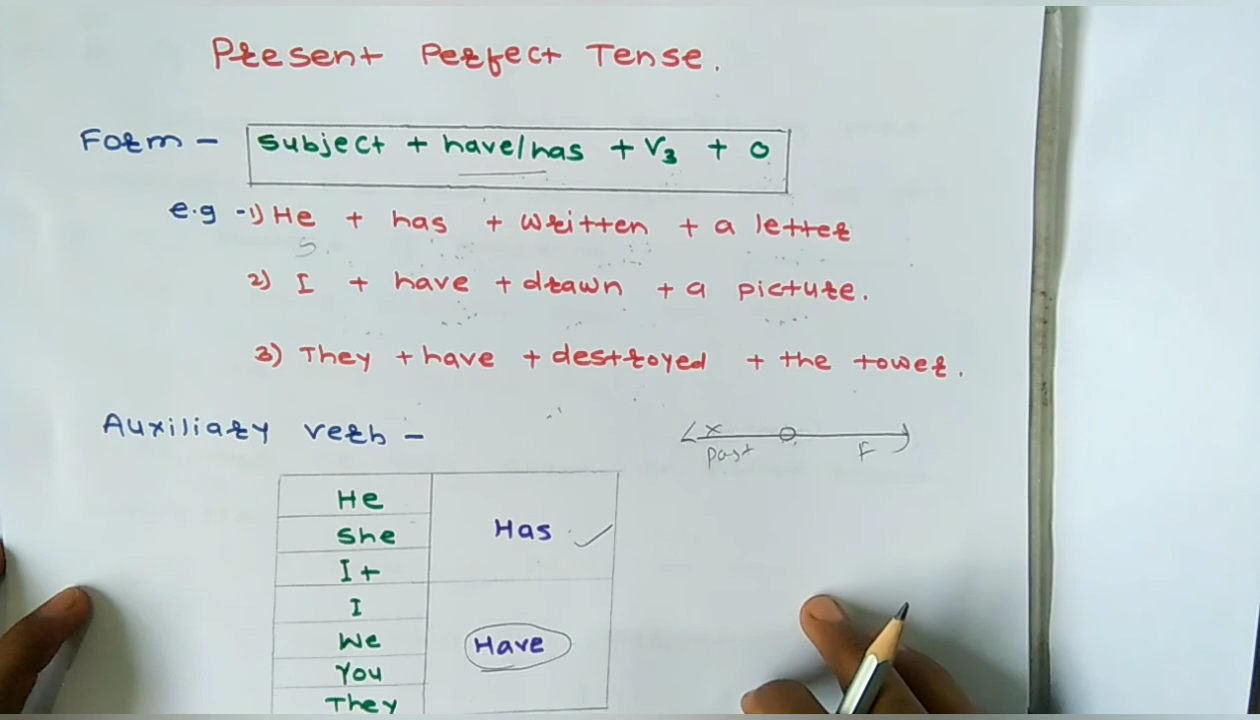 Present Perfect Tense.
Form - subject + have/has + V3 + O
e.g -1) He + has + written + a letter
S.
2) I + have + drawn + a picture.
3) They + have + destroyed + the tower.
Auxiliary verb -
x
past F
He
She Has
It
I
We Have
You
They